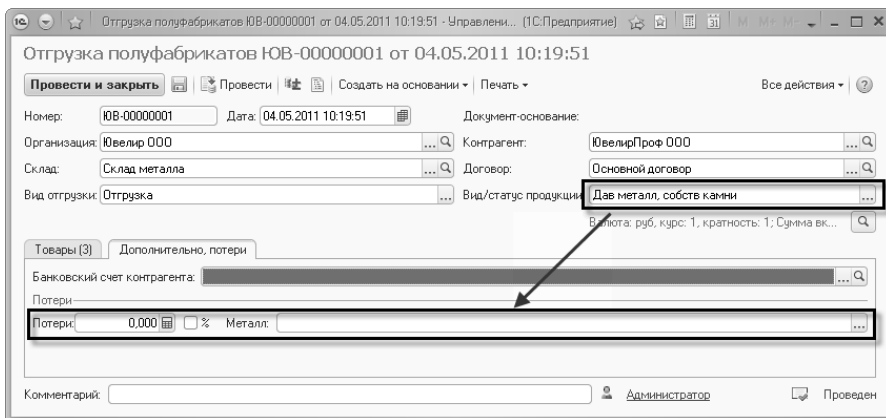 Отгрузка полуфабрикатов ЮВ-00000001 от 04.05.2011 10:19:51 - Управлени... (1С:Предприятие) M M+ M-
Отгрузка полуфабрикатов ЮВ-00000001 от 04.05.2011 10:19:51
Провести и закрыть Провести Создать на основании Печать Все действия
Номер: ЮВ-00000001 Дата: 04.05.2011 10:19:51 Документ-основание:
Организация: Ювелир ООО ... Контрагент: ЮвелирПроф ООО ...
Склад: Склад металла ... Договор: Основной договор ...
Вид отгрузки: Отгрузка ... Вид/статус продукции Дав металл, собств камни ...
Валюта: руб, курс: 1, кратность: 1; Сумма вк...
Товары (3) Дополнительно, потери
Банковский счет контрагента: ...
Потери
Потери: 0,000 % Металл: ...
Комментарий: Администратор Проведен